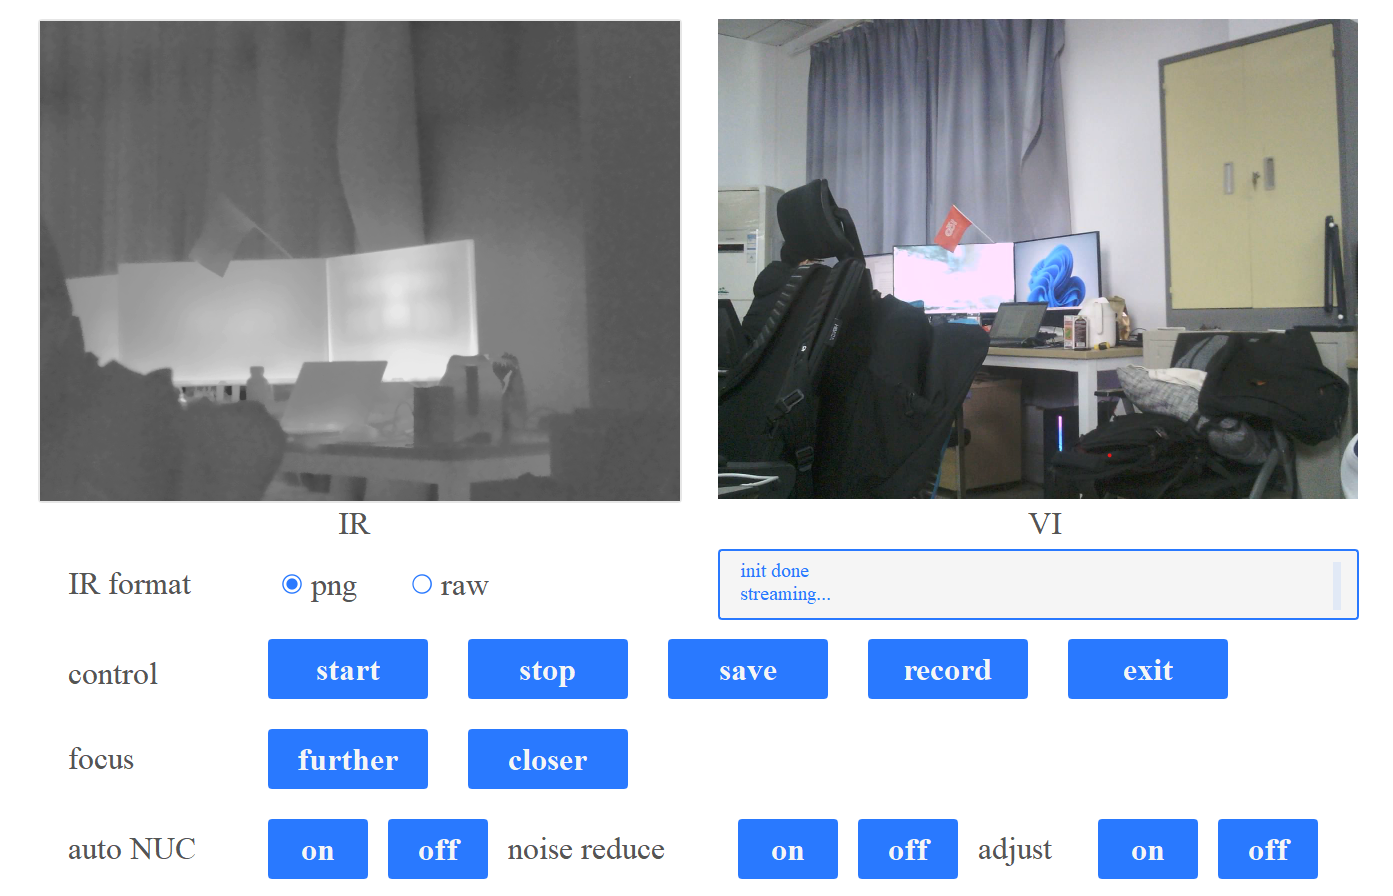 IR
VI
IR format
png
raw
init done
streaming...
control
start
stop
save
record
exit
focus
further
closer
auto NUC
on
off
noise reduce
on
off
adjust
on
off